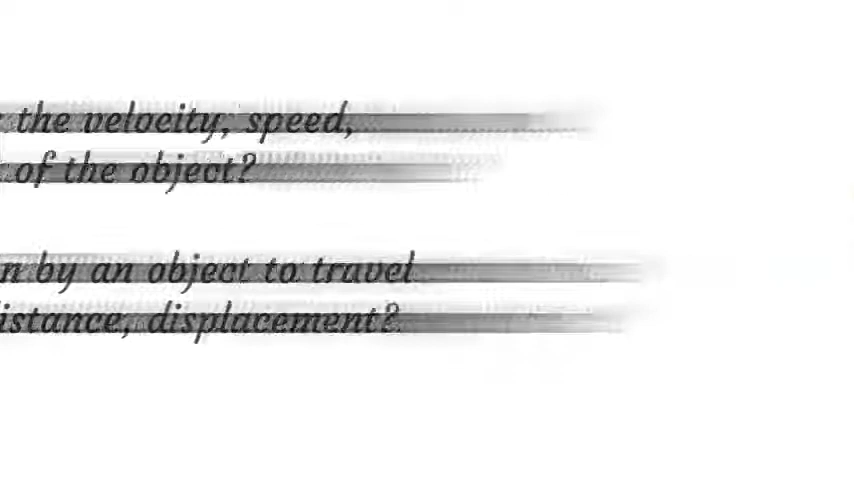 the velocity, speed,
of the object?
n by an object to travel
istance, displacement?